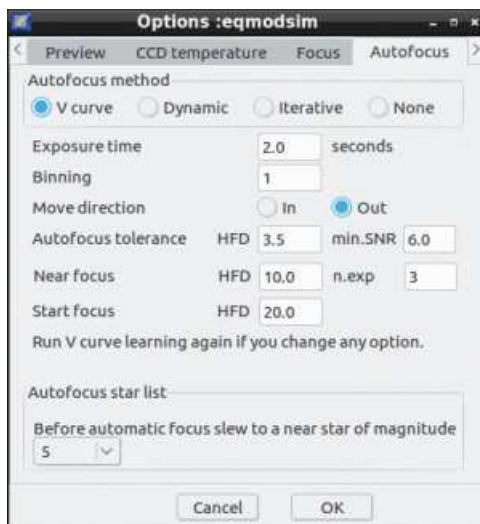 Options :eqmodsim
Preview CCD temperature Focus Autofocus
Autofocus method
V curve Dynamic Iterative None
Exposure time 2.0 seconds
Binning 1
Move direction In Out
Autofocus tolerance HFD 3.5 min.SNR 6.0
Near focus HFD 10.0 n.exp 3
Start focus HFD 20.0
Run V curve learning again if you change any option.
Autofocus star list
Before automatic focus slew to a near star of magnitude
5
Cancel OK